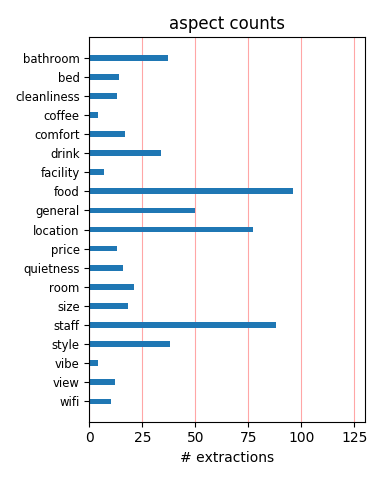 aspect counts
bathroom
bed
cleanliness
coffee
comfort
drink
facility
food
general
location
price
quietness
room
size
staff
style
vibe
view
wifi
0 25 50 75 100 125
# extractions